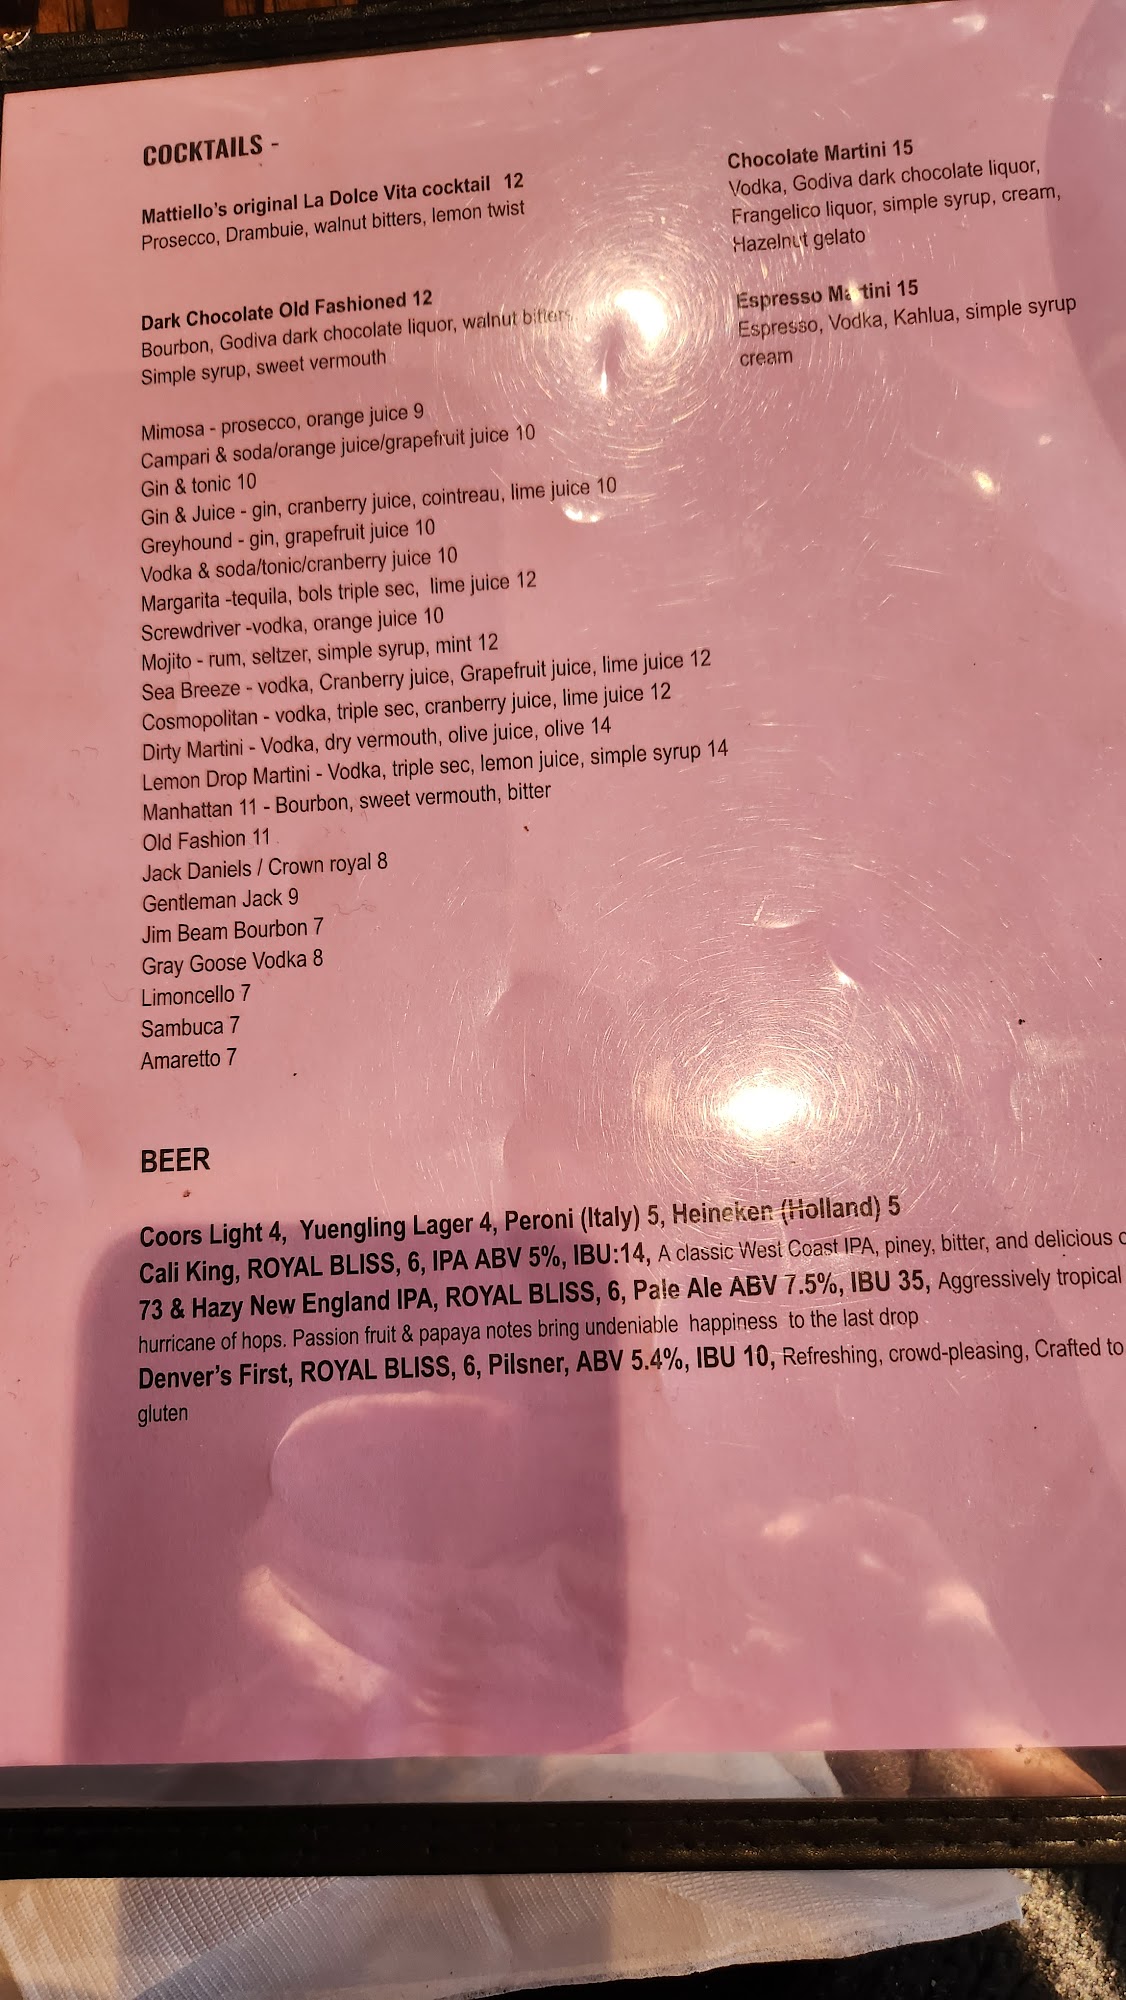 COCKTAILS -
Mattiello's original La Dolce Vita cocktail 12
Prosecco, Drambuie, walnut bitters, lemon twist
Dark Chocolate Old Fashioned 12
Bourbon, Godiva dark chocolate liquor, walnut bitters,
Simple syrup, sweet vermouth
Chocolate Martini 15
Vodka, Godiva dark chocolate liquor,
Frangelico liquor, simple syrup, cream,
Hazelnut gelato
Espresso Martini 15
Espresso, Vodka, Kahlua, simple syrup
cream
Mimosa - prosecco, orange juice 9
Campari & soda/orange juice/grapefruit juice 10
Gin & tonic 10
Gin & Juice - gin, cranberry juice, cointreau, lime juice 10
Greyhound - gin, grapefruit juice 10
Vodka & soda/tonic/cranberry juice 10
Margarita -tequila, bols triple sec, lime juice 12
Screwdriver -vodka, orange juice 10
Mojito - rum, seltzer, simple syrup, mint 12
Sea Breeze - vodka, Cranberry juice, Grapefruit juice, lime juice 12
Cosmopolitan - vodka, triple sec, cranberry juice, lime juice 12
Dirty Martini - Vodka, dry vermouth, olive juice, olive 14
Lemon Drop Martini - Vodka, triple sec, lemon juice, simple syrup 14
Manhattan 11 - Bourbon, sweet vermouth, bitter
Old Fashion 11
Jack Daniels / Crown royal 8
Gentleman Jack 9
Jim Beam Bourbon 7
Gray Goose Vodka 8
Limoncello 7
Sambuca 7
Amaretto 7
BEER
Coors Light 4, Yuengling Lager 4, Peroni (Italy) 5, Heineken (Holland) 5
Cali King, ROYAL BLISS, 6, IPA ABV 5%, IBU:14, A classic West Coast IPA, piney, bitter, and delicious
73 & Hazy New England IPA, ROYAL BLISS, 6, Pale Ale ABV 7.5%, IBU 35, Aggressively tropical
hurricane of hops. Passion fruit & papaya notes bring undeniable happiness to the last drop
Denver's First, ROYAL BLISS, 6, Pilsner, ABV 5.4%, IBU 10, Refreshing, crowd-pleasing, Crafted to
gluten